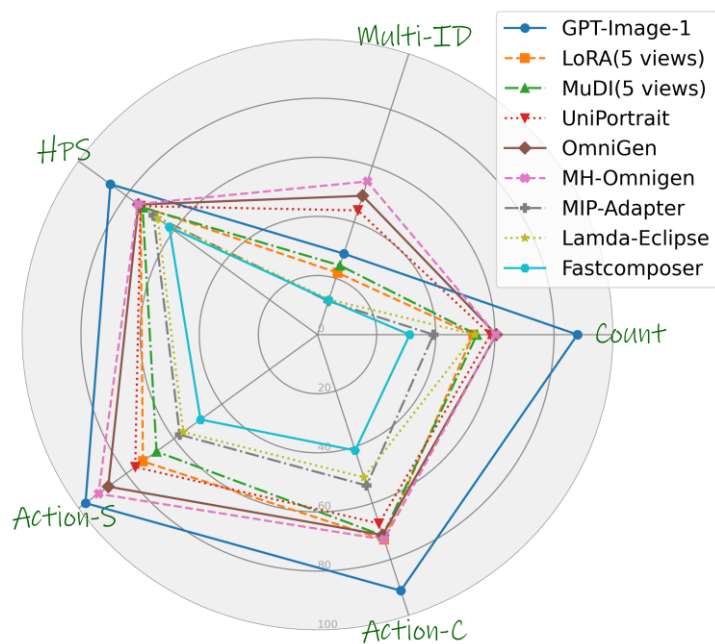 Multi-ID
GPT-Image-1
LoRA(5 views)
MuDI(5 views)
UniPortrait
OmniGen
MH-Omnigen
MIP-Adapter
Lamda-Eclipse
Fastcomposer
HPS
Count
0
20
40
60
80
100
Action-S
Action-C